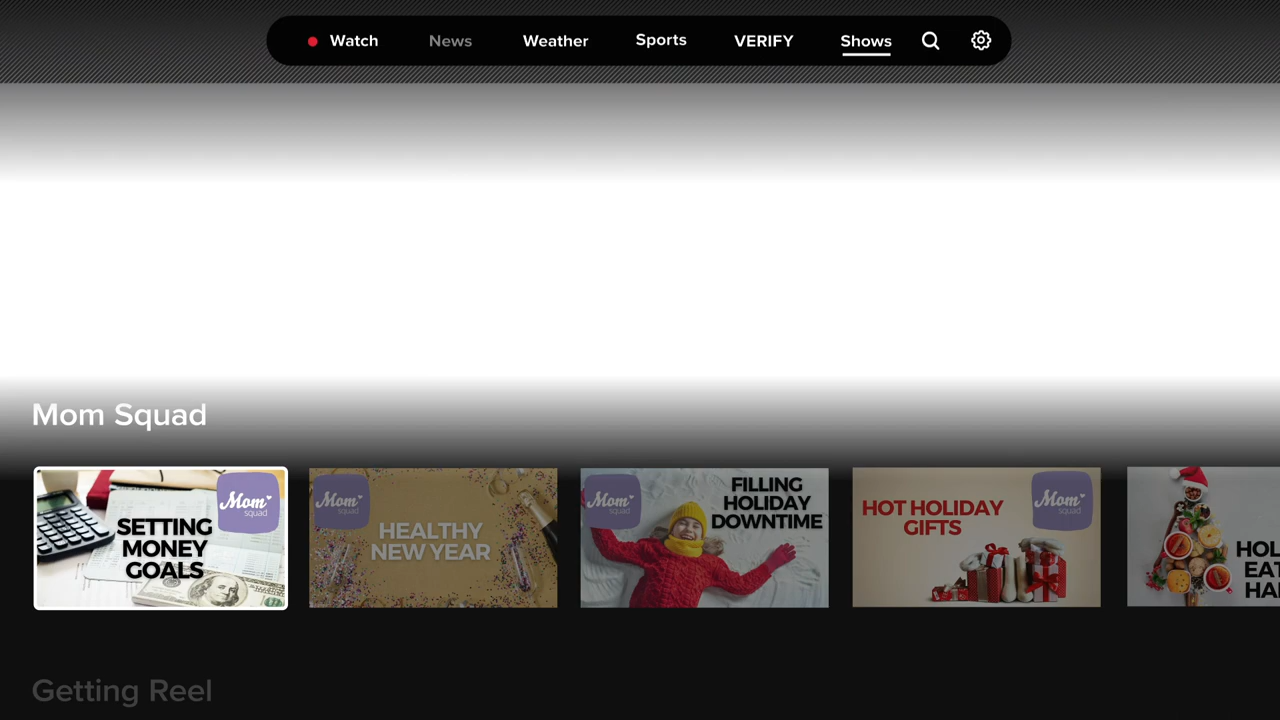 Watch News Weather Sports VERIFY Shows
Mom Squad
Mom
squad
SETTING
MONEY
GOALS
Mom
squad
HEALTHY
NEW YEAR
Mom
squad
FILLING
HOLIDAY
DOWNTIME
HOT HOLIDAY
GIFTS
Mom
squad
Getting Reel